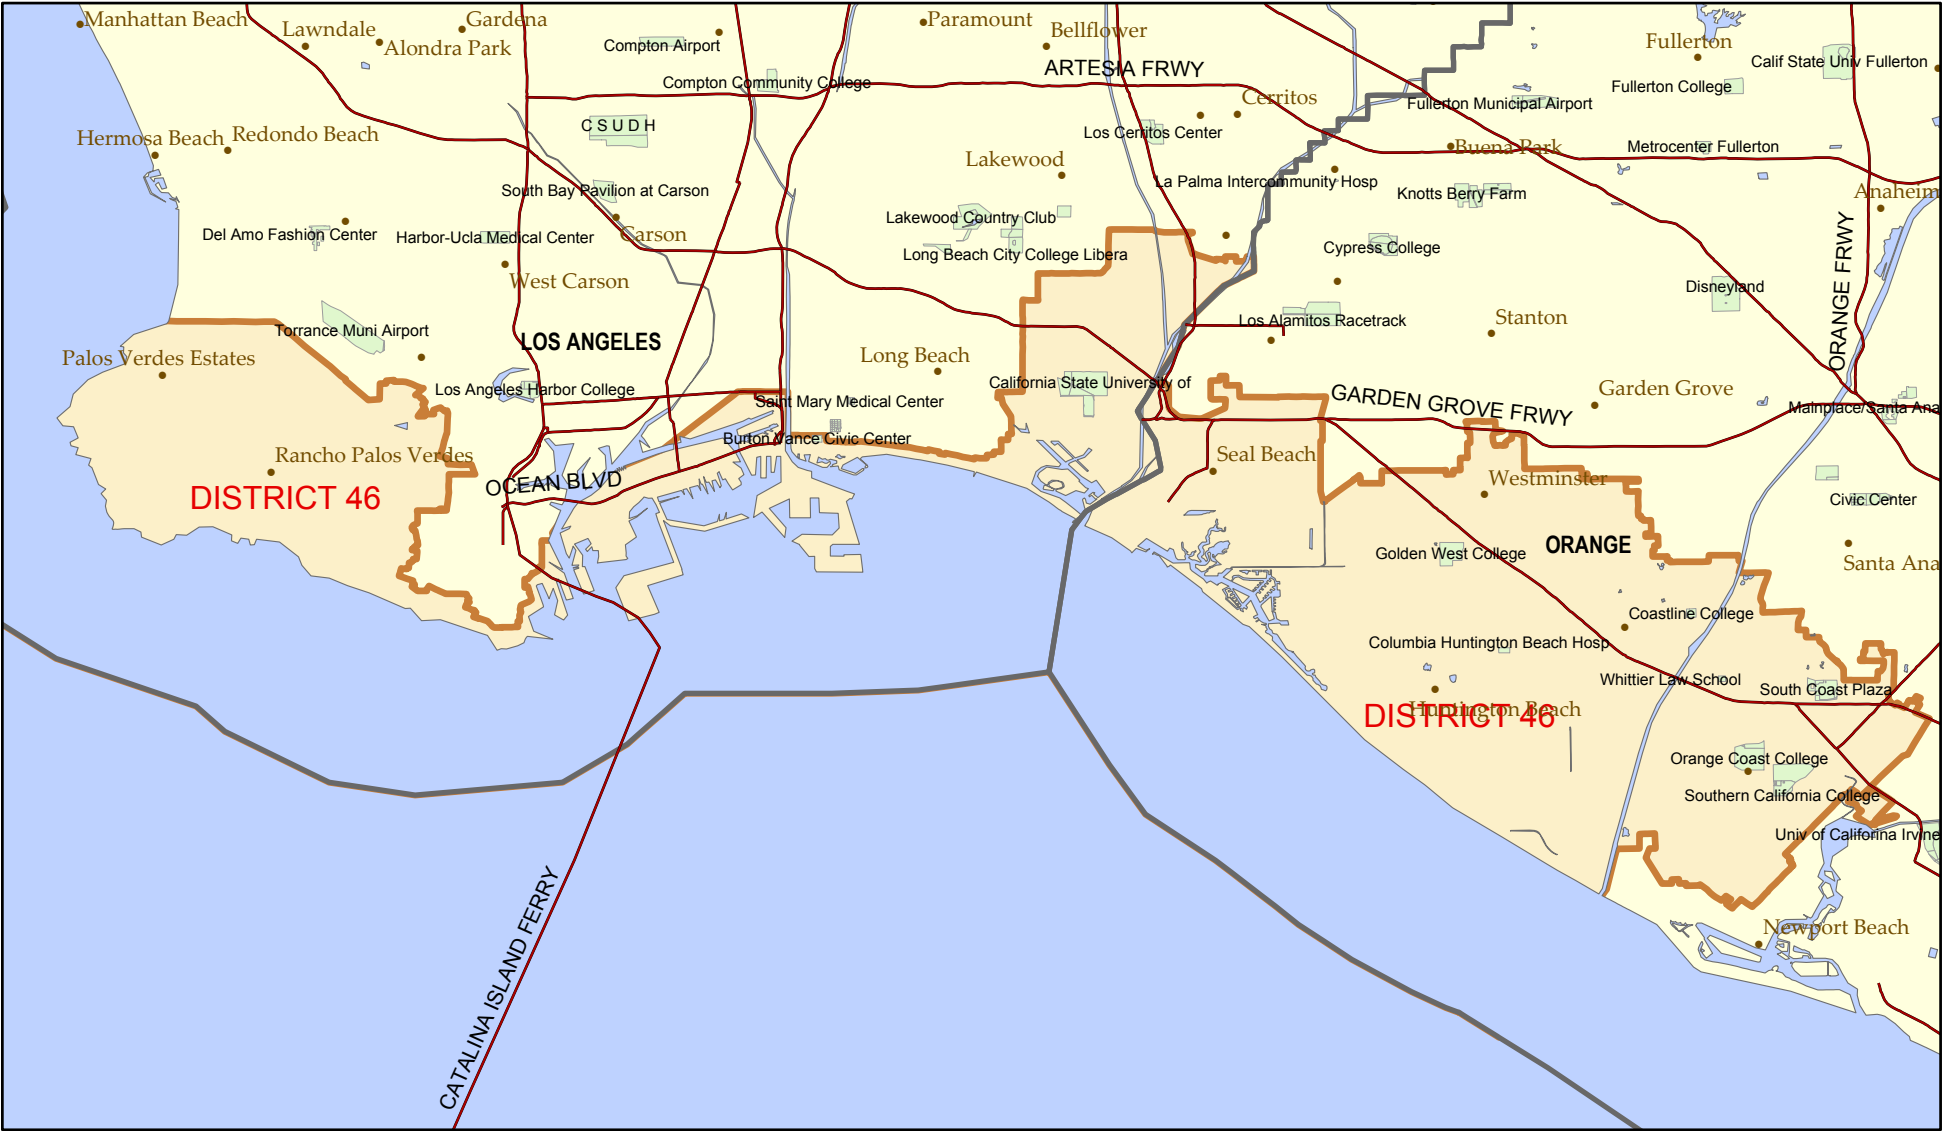 Manhattan Beach
Lawndale
Gardena
Alondra Park
Compton Airport
Paramount
Bellflower
Fullerton
Calif State Univ Fullerton
ARTESIA FRWY
Compton Community College
Fullerton College
Cerritos
Fullerton Municipal Airport
C S U D H
Los Cerritos Center
Hermosa Beach
Redondo Beach
Buena Park
Metrocenter Fullerton
Lakewood
La Palma Intercommunity Hosp
South Bay Pavilion at Carson
Knotts Berry Farm
Anaheim
Lakewood Country Club
Del Amo Fashion Center
Harbor-Ucla Medical Center
Carson
Cypress College
Long Beach City College Libera
ORANGE FRWY
West Carson
Disneyland
Torrance Muni Airport
LOS ANGELES
Los Alamitos Racetrack
Stanton
Palos Verdes Estates
Long Beach
Los Angeles Harbor College
California State University of
Garden Grove
GARDEN GROVE FRWY
Saint Mary Medical Center
Mainplace/Santa Ana
Burton Vance Civic Center
Rancho Palos Verdes
Seal Beach
OCEAN BLVD
Westminster
DISTRICT 46
Civic Center
ORANGE
Golden West College
Santa Ana
Coastline College
Columbia Huntington Beach Hosp
Whittier Law School
South Coast Plaza
Huntington Beach
DISTRICT 46
Orange Coast College
Southern California College
Univ of Califorina Irvine
Newport Beach
CATALINA ISLAND FERRY